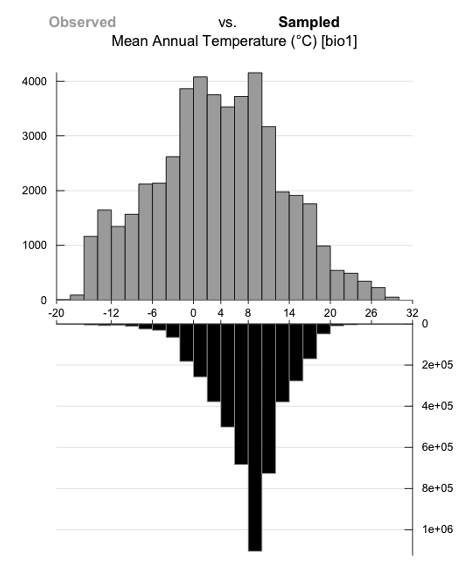 Observed vs. Sampled
Mean Annual Temperature (°C) [bio1]
4000
3000
2000
1000
0
-20 -12 -6 0 4 8 14 20 26 32
0
2e+05
4e+05
6e+05
8e+05
1e+06